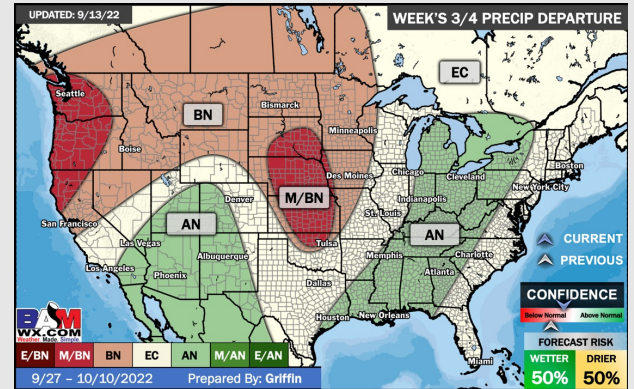 UPDATED: 9/13/22
WEEK'S 3/4 PRECIP DEPARTURE
EC
Seattle
BN
Bismarck
Minneapolis
Boise
Boston
Chicago
Cleveland
Des Moines
New York City
M/BN
Denver
Indianapolis
San Francisco
AN
St. Louis
AN
CURRENT
Las Vegas
Tulsa
PREVIOUS
Albuquerque
Memphis
Charlotte
Los Angeles
Phoenix
Atlanta
Dallas
CONFIDENCE
Below Normal
Above Normal
Houston
New Orleans
BAM
WX.COM
Weather. Made. Simple.
FORECAST RISK
E/BN
M/BN
BN
EC
AN
M/AN
E/AN
Miami
WETTER
50%
DRIER
50%
9/27 – 10/10/2022
Prepared By: Griffin